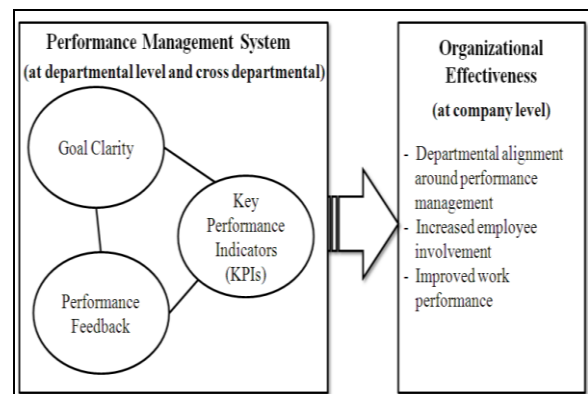 Performance Management System
(at departmental level and cross departmental)
Goal Clarity
Key
Performance
Indicators
(KPIs)
Performance
Feedback
Organizational
Effectiveness
(at company level)
- Departmental alignment
around performance
management
- Increased employee
involvement
- Improved work
performance